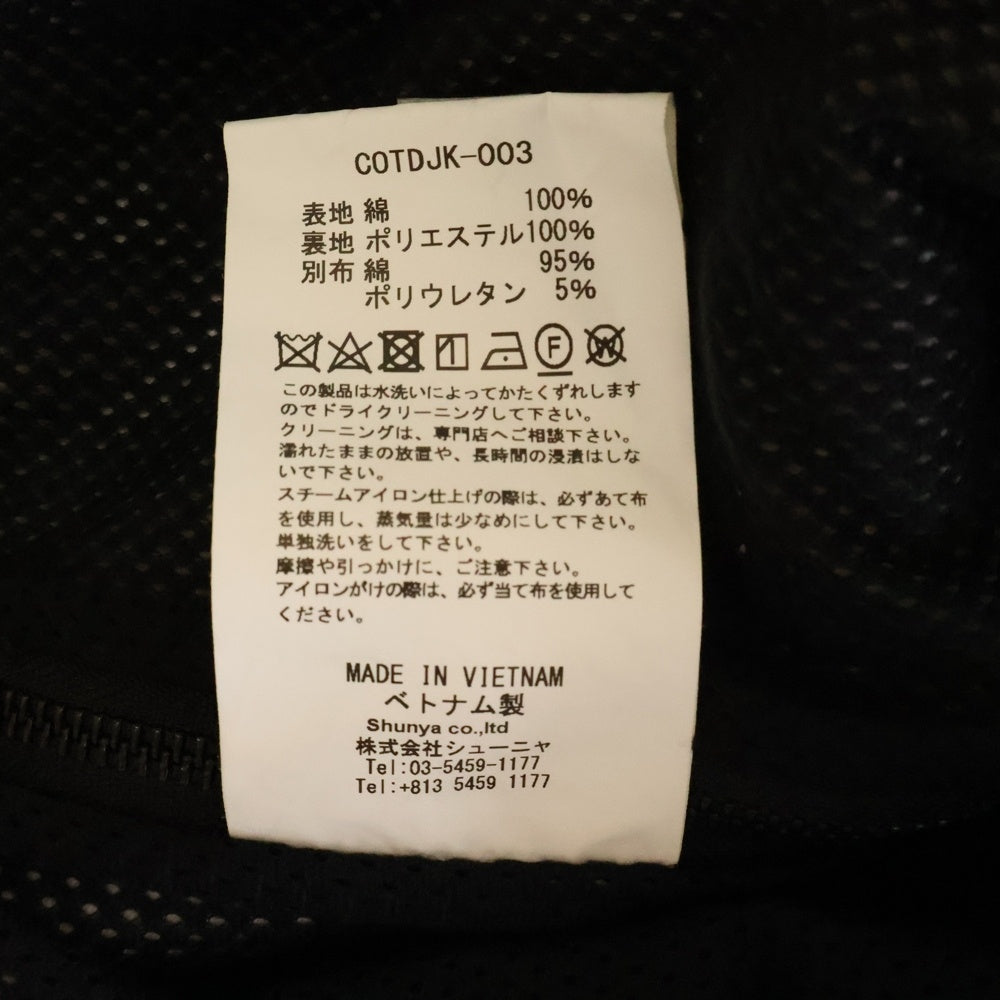 COTDJK-003
表地 綿 100%
裏地 ポリエステル100%
別布 綿 95%
ポリウレタン 5%
F W
この製品は水洗いによってかたくずれします
のでドライクリーニングして下さい。
クリーニングは、専門店へご相談下さい。
濡れたままの放置や、長時間の浸漬はしな
いで下さい。
スチームアイロン仕上げの際は、必ずあて布
を使用し、蒸気量は少なめにして下さい。
単独洗いをして下さい。
摩擦や引っかけに、ご注意下さい。
アイロンがけの際は、必ず当て布を使用して
ください。
MADE IN VIETNAM
ベトナム製
Shunya co.,ltd
株式会社シューニャ
Tel:03-5459-1177
Tel:+813 5459 1177